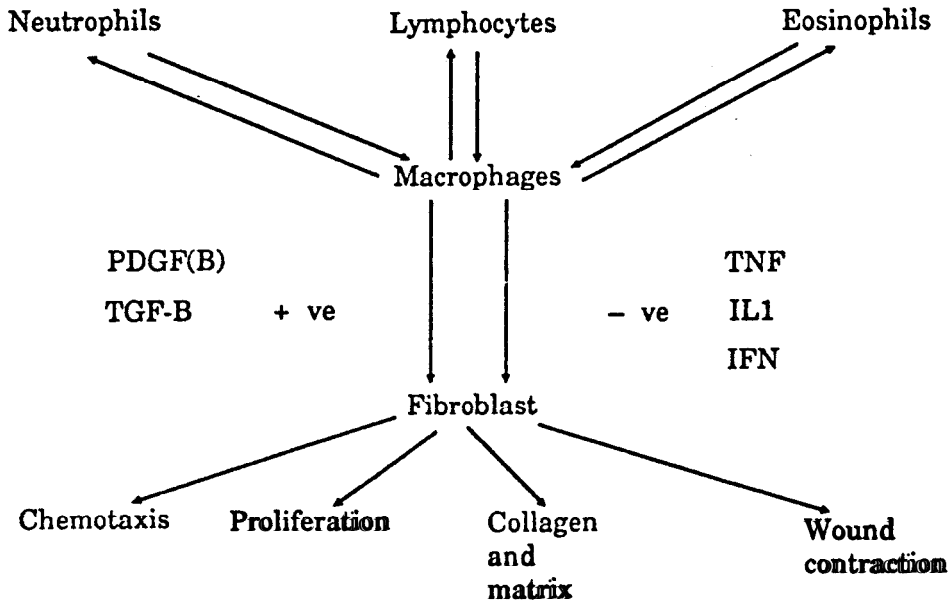 Neutrophils
Lymphocytes
Eosinophils
Macrophages
PDGF(B)
TGF-B
+ ve
− ve
TNF
IL1
IFN
Fibroblast
Chemotaxis
Proliferation
Collagen
and
matrix
Wound
contraction